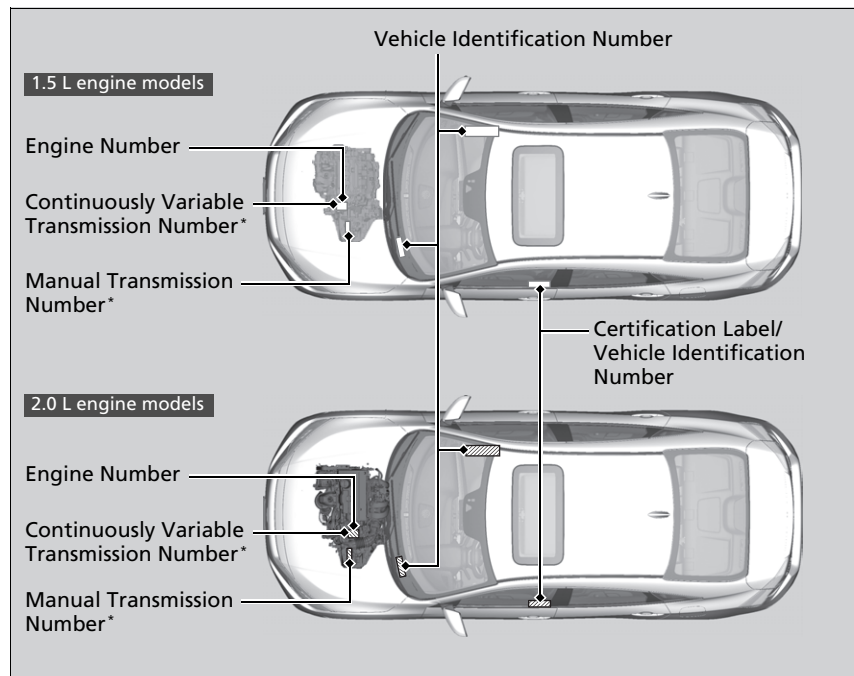 Vehicle Identification Number
1.5 L engine models
Engine Number
Continuously Variable
Transmission Number*
Manual Transmission
Number*
Certification Label/
Vehicle Identification
Number
2.0 L engine models
Engine Number
Continuously Variable
Transmission Number*
Manual Transmission
Number*